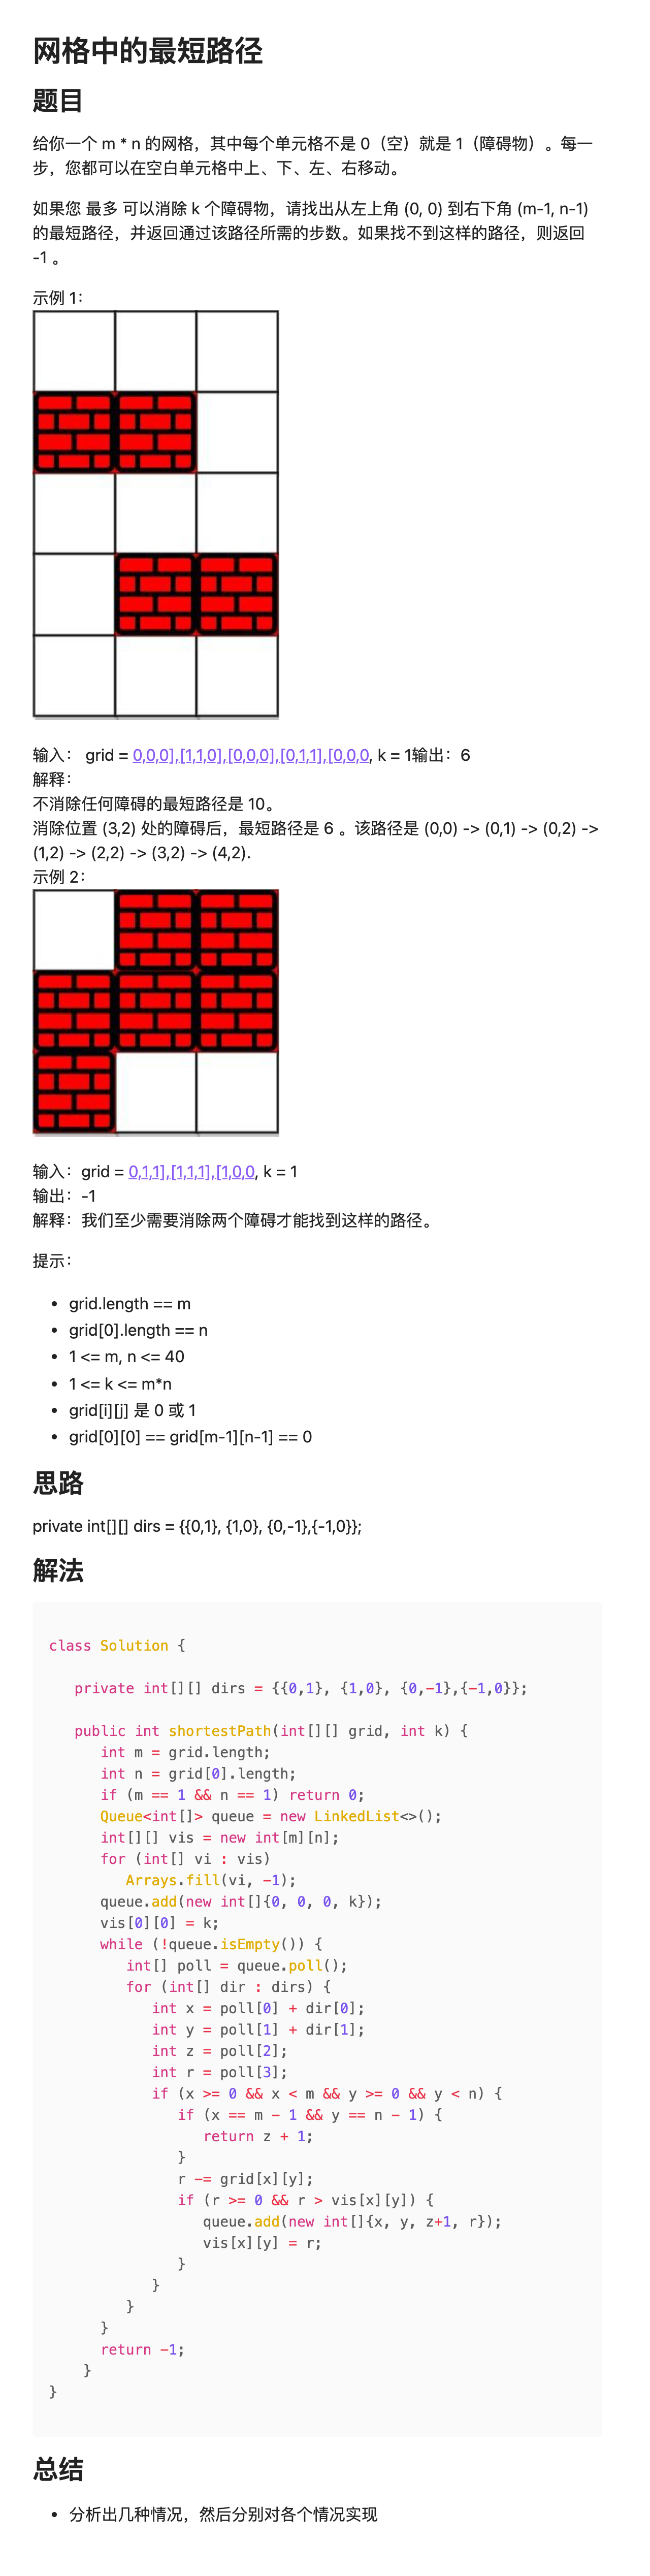 网格中的最短路径
题目
给你一个 m * n 的网格，其中每个单元格不是 0（空）就是 1（障碍物）。每一
步，您都可以在空白单元格中上、下、左、右移动。
如果您 最多 可以消除 k 个障碍物，请找出从左上角 (0, 0) 到右下角 (m-1, n-1)
的最短路径，并返回通过该路径所需的步数。如果找不到这样的路径，则返回
-1 。
示例 1：
输入： grid = 0,0,0],[1,1,0],[0,0,0],[0,1,1],[0,0,0, k = 1输出：6
解释：
不消除任何障碍的最短路径是 10。
消除位置 (3,2) 处的障碍后，最短路径是 6 。该路径是 (0,0) -> (0,1) -> (0,2) ->
(1,2) -> (2,2) -> (3,2) -> (4,2).
示例 2：
输入：grid = 0,1,1],[1,1,1],[1,0,0, k = 1
输出：-1
解释：我们至少需要消除两个障碍才能找到这样的路径。
提示：
• grid.length == m
• grid[0].length == n
• 1 <= m, n <= 40
• 1 <= k <= m*n
• grid[i][j] 是 0 或 1
• grid[0][0] == grid[m-1][n-1] == 0
思路
private int[][] dirs = {{0,1}, {1,0}, {0,-1},{-1,0}};
解法
class Solution {
private int[][] dirs = {{0,1}, {1,0}, {0,-1},{-1,0}};
public int shortestPath(int[][] grid, int k) {
int m = grid.length;
int n = grid[0].length;
if (m == 1 && n == 1) return 0;
Queue<int[]> queue = new LinkedList<>();
int[][] vis = new int[m][n];
for (int[] vi : vis)
Arrays.fill(vi, -1);
queue.add(new int[]{0, 0, 0, k});
vis[0][0] = k;
while (!queue.isEmpty()) {
int[] poll = queue.poll();
for (int[] dir : dirs) {
int x = poll[0] + dir[0];
int y = poll[1] + dir[1];
int z = poll[2];
int r = poll[3];
if (x >= 0 && x < m && y >= 0 && y < n) {
if (x == m - 1 && y == n - 1) {
return z + 1;
}
r -= grid[x][y];
if (r >= 0 && r > vis[x][y]) {
queue.add(new int[]{x, y, z+1, r});
vis[x][y] = r;
}
}
}
}
return -1;
}
}
总结
• 分析出几种情况，然后分别对各个情况实现